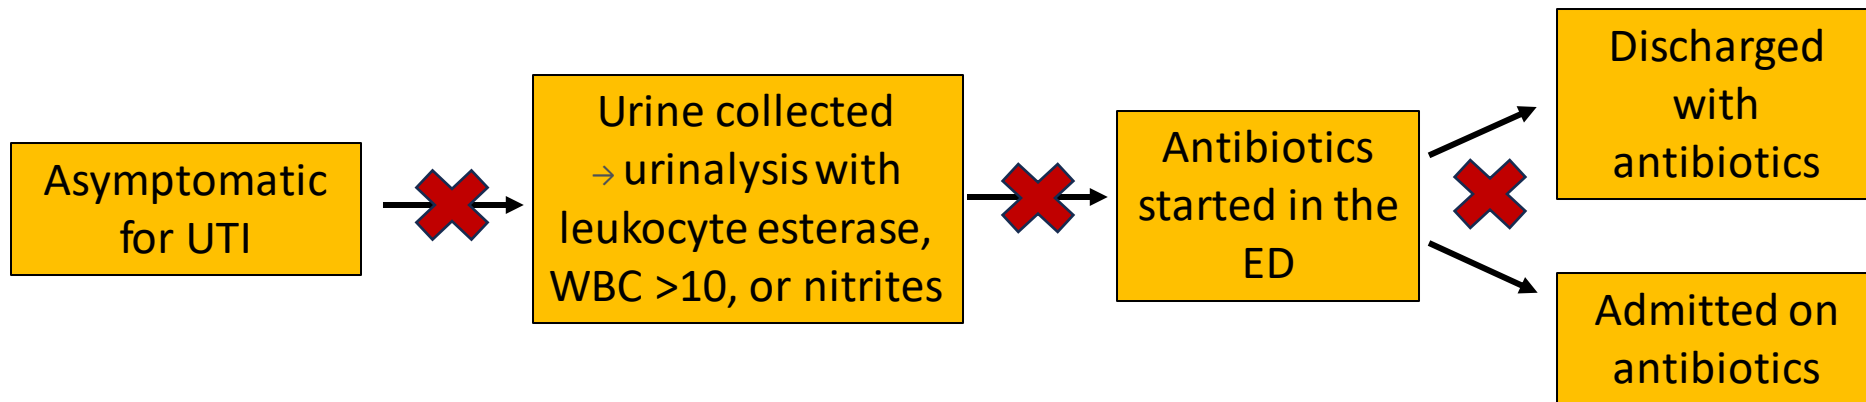 Asymptomatic
for UTI
Urine collected
→ urinalysis with
leukocyte esterase,
WBC >10, or nitrites
Antibiotics
started in the
ED
Discharged
with
antibiotics
Admitted on
antibiotics